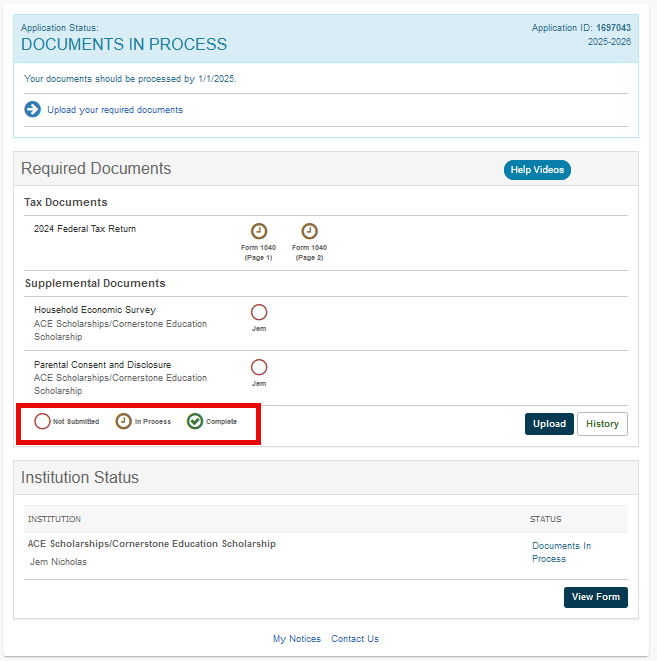 Application Status:
Application ID: 1697043
DOCUMENTS IN PROCESS
2025-2026
Your documents should be processed by 1/1/2025.
Upload your required documents
Required Documents
Help Videos
Tax Documents
2024 Federal Tax Return
Form 1040 Form 1040
(Page 1) (Page 2)
Supplemental Documents
Household Economic Survey
ACE Scholarships/Cornerstone Education
Scholarship
Jem
Parental Consent and Disclosure
ACE Scholarships/Cornerstone Education
Scholarship
Jem
Not Submitted In Process Complete
Upload History
Institution Status
INSTITUTION STATUS
ACE Scholarships/Cornerstone Education Scholarship
Jem Nicholas
Documents In
Process
View Form
My Notices Contact Us